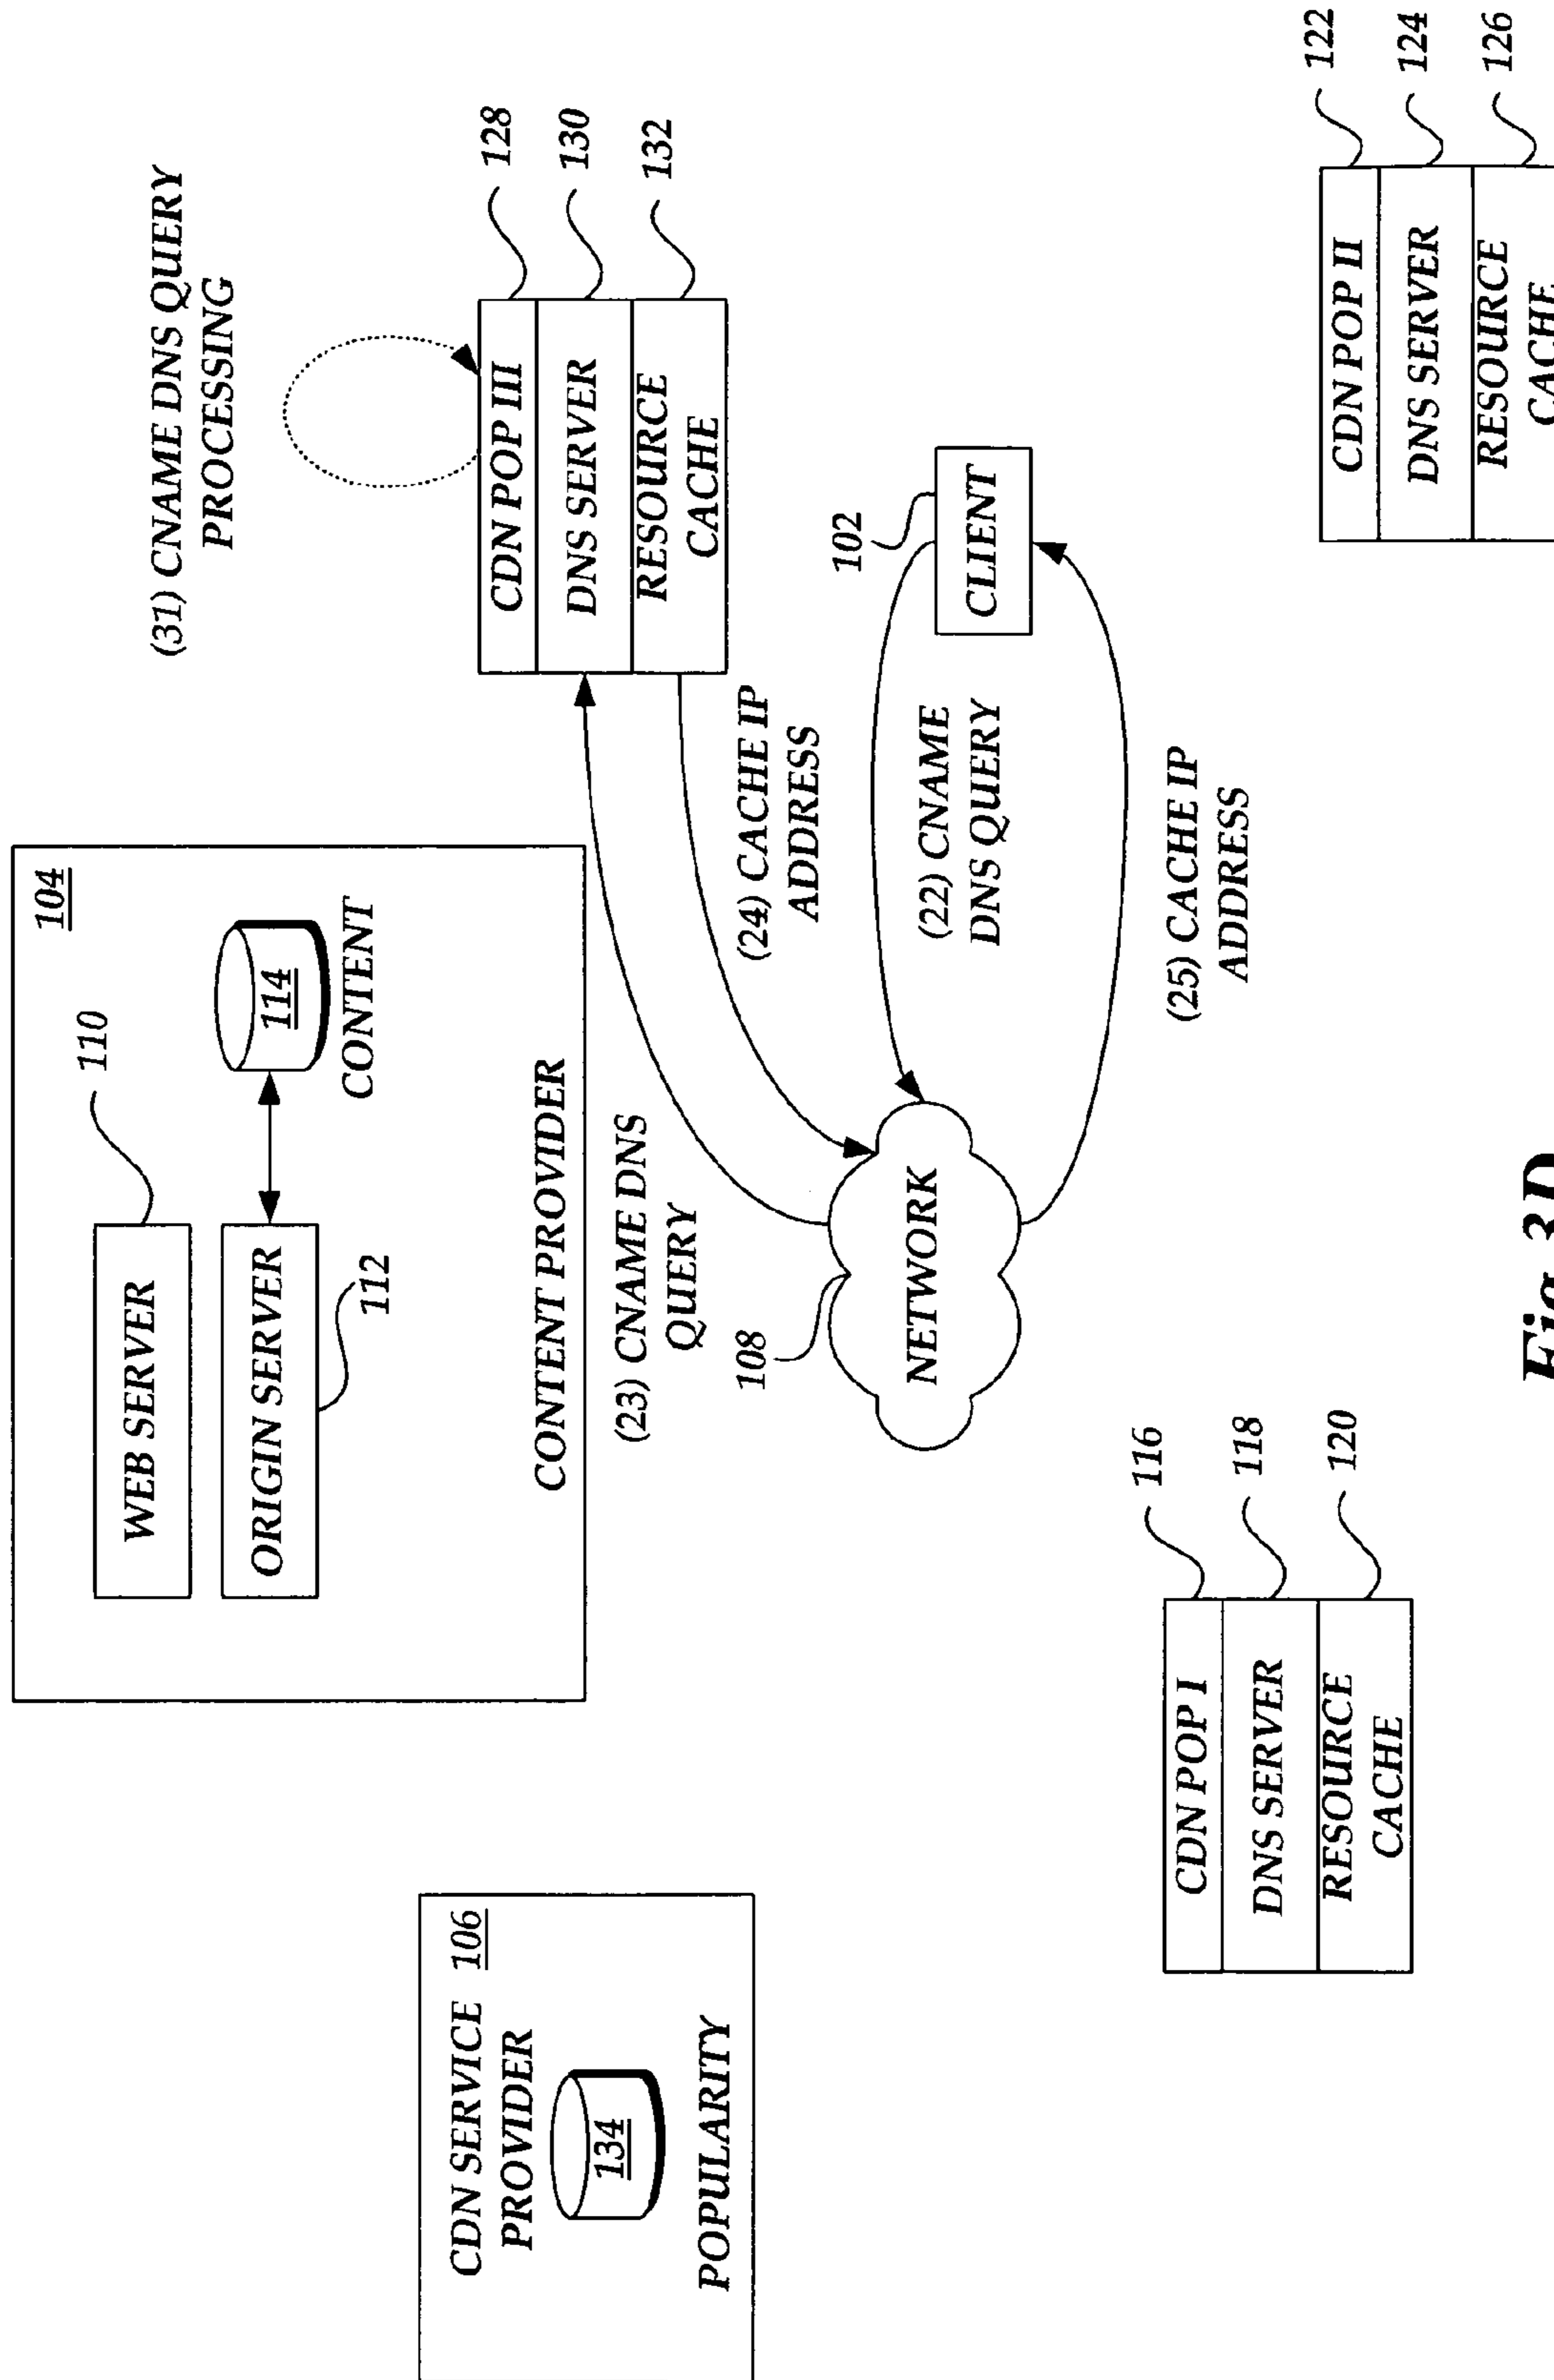 104
110
WEB SERVER
ORIGIN SERVER
112
114
CONTENT
CONTENT PROVIDER
(31) CNAME DNS QUERY
PROCESSING
CDN POP III
DNS SERVER
RESOURCE
CACHE
128
130
132
CDN SERVICE
PROVIDER
106
134
POPULARITY
(23) CNAME DNS
QUERY
(24) CACHE IP
ADDRESS
108
NETWORK
102
CLIENT
(22) CNAME
DNS QUERY
(25) CACHE IP
ADDRESS
CDN POP I
DNS SERVER
RESOURCE
CACHE
116
118
120
CDN POP II
DNS SERVER
RESOURCE
CACHE
122
124
126
Fig. 3D